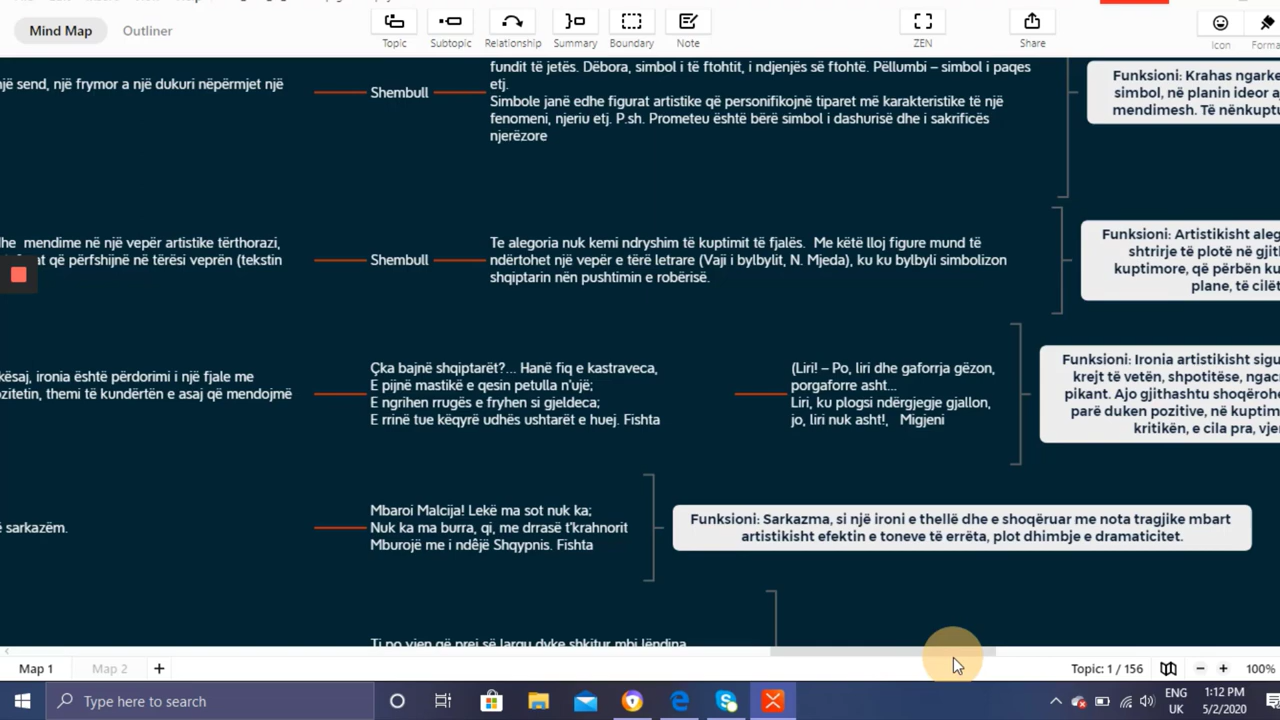 Mind Map
Outliner
Topic
Subtopic
Relationship
Summary
Boundary
Note
ZEN
Share
Icon
një send, një frymor a një dukuri nëpërmjet një
Shembull
fundit të jetës. Dëbora, simbol i të ftohtit, i ndjenjës së ftohtë. Pëllumbi – simbol i paqes
etj.
Simbole janë edhe figurat artistike që personifikojnë tiparet më karakteristike të një
fenomeni, njeriu etj. P.sh. Prometeu është bërë simbol i dashurisë dhe i sakrificës
njerëzore
Funksioni: Krahas
simbol, në planin ideor
mendimesh. Të
mendime në një vepër artistike tërthorazi,
që përfshijnë në tërësi veprën (tekstin
Shembull
Te alegoria nuk kemi ndryshim të kuptimit të fjalës. Me këtë lloj figure mund të
ndërtohet një vepër e tërë letrare (Vaji i bylbylit, N. Mjeda), ku ku bylbyli simbolizon
shqiptarin nën pushtimin e robërisë.
Funksioni: Artistikisht
shtrirje të plotë në
kuptimore, që përbën
plane, të cilët
kësaj, ironia është përdorimi i një fjale me
themi të kundërtën e asaj që mendojmë
Çka bajnë shqiptarët?... Hanë fiq e kastraveca,
E pijnë mastikë e qesin petulla n'ujë;
E ngrihen rrugës e fryhen si gjeldeca;
E rrinë tue këqyrë udhës ushtarët e huej. Fishta
(Liri! – Po, liri dhe gaforrja gëzon,
porgaforre asht...
Liri, ku plogsi ndërgjegje gjallon,
jo, liri nuk asht!, Migjeni
Funksioni: Ironia artistikisht
krejt të vetën, shpotitëse,
pikant. Ajo gjithashtu
parë duken pozitive, në
kritikën, e cila pra,
sarkazëm.
Mbaroi Malcija! Lekë ma sot nuk ka;
Nuk ka ma burra, qi, me drrasë t'krahnorit
Mburojë me i ndêjë Shqypnis. Fishta
Funksioni: Sarkazma, si një ironi e thellë dhe e shoqëruar me nota tragjike mbart
artistikisht efektin e toneve të errëta, plot dhimbje e dramaticitet.
Ti po vjen që prej së largu dyke shkitur mbi lëndina
Map 1
Map 2
+
Topic: 1 / 156
100%
Type here to search
ENG
UK
1:12 PM
5/2/2020